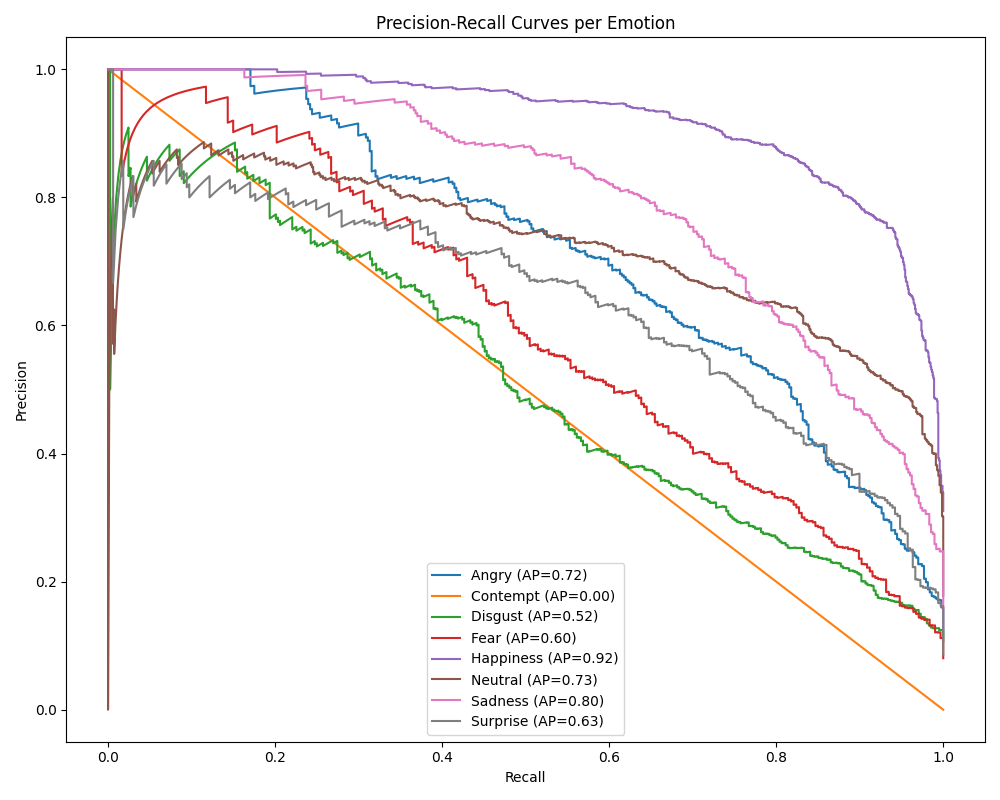 Precision-Recall Curves per Emotion
1.0
0.8
0.6
0.4
0.2
0.0
Precision
Angry (AP=0.72)
Contempt (AP=0.00)
Disgust (AP=0.52)
Fear (AP=0.60)
Happiness (AP=0.92)
Neutral (AP=0.73)
Sadness (AP=0.80)
Surprise (AP=0.63)
0.0 0.2 0.4 0.6 0.8 1.0
Recall